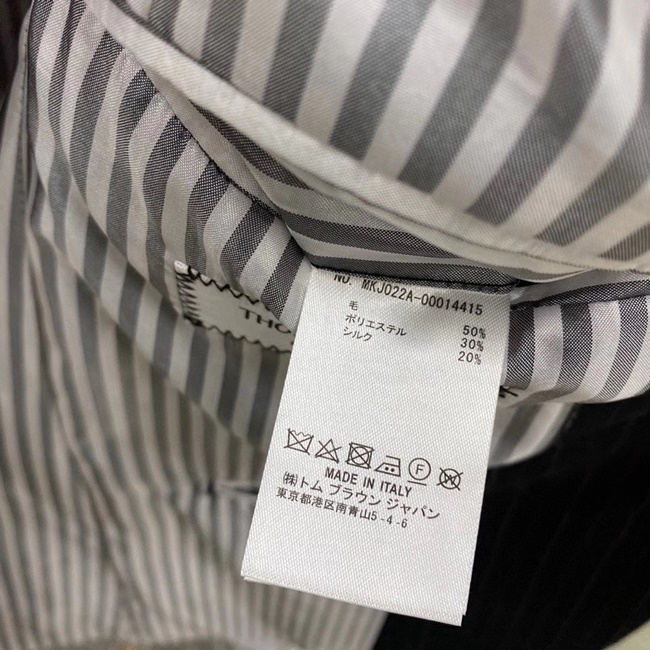 NO. MKJ022A-00014415
毛 50%
ポリエステル 30%
シルク 20%
MADE IN ITALY
㈱トム ブラウン ジャパン
東京都港区南青山5-4-6